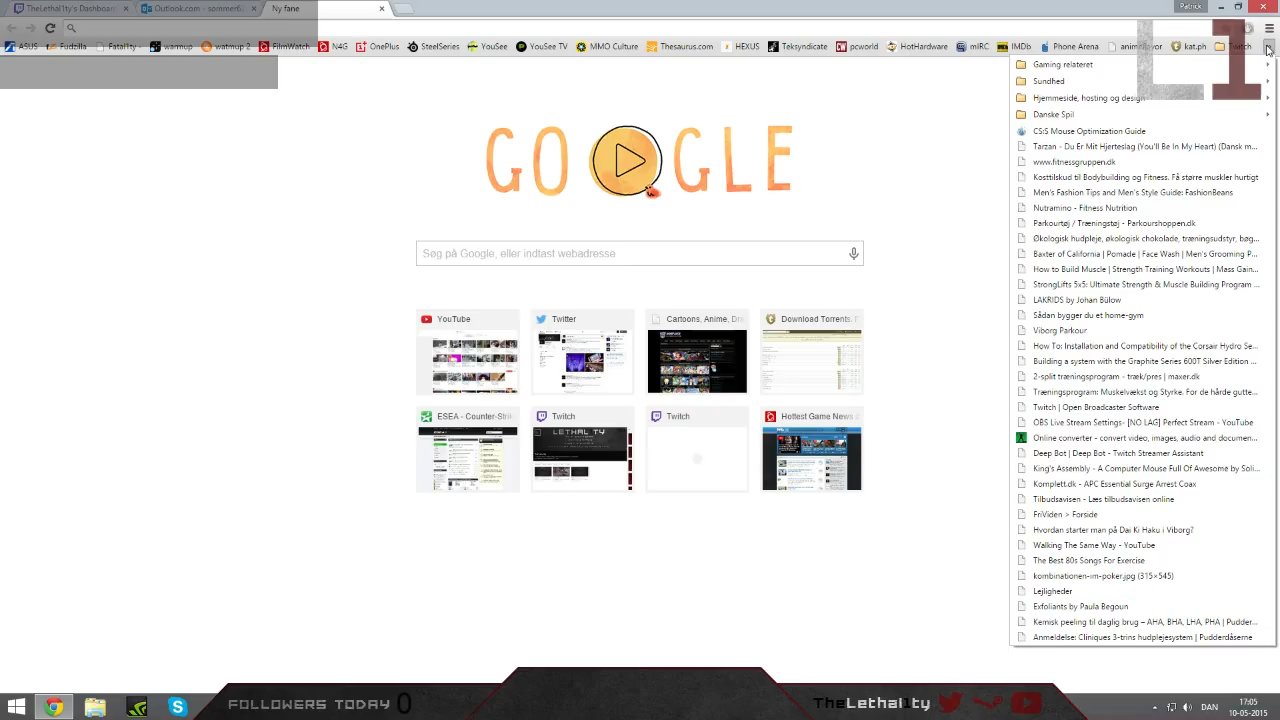 TheLethal1ty's Dashboard
Outlook.com - sommer6
Ny fane
Patrick
ASUS
Fudzilla
Fatal1ty
warmup
watmup 2
FilmWatch
N4G
OnePlus
SteelSeries
YouSee
YouSee TV
MMO Culture
Thesaurus.com
HEXUS
Teksyndicate
pcworld
HotHardware
mIRC
IMDb
Phone Arena
kat.ph
Twitch
L1
Gaming relateret
Sundhed
Hjemmeside, hosting og design
Danske Spil
CS:S Mouse Optimization Guide
Tarzan - Du Er Mit Hjerteslag (You'll Be In My Heart) (Dansk m...
www.fitnessgruppen.dk
Kosttilskud til Bodybuilding og Fitness. Få større muskler hurtigt
Men's Fashion Tips and Men's Style Guide: FashionBeans
Nutramino - Fitness Nutrition
Parkourtøj / Træningstøj - Parkourshoppen.dk
Økologisk hudpleje, økologisk chokolade, træningsudstyr, bøg...
Baxter of California | Pomade | Face Wash | Men's Grooming P...
How to Build Muscle | Strength Training Workouts | Mass Gain...
StrongLifts 5x5: Ultimate Strength & Muscle Building Program ...
LAKRIDS by Johan Bülow
Sådan bygger du et home-gym
Viborg Parkour
How To: Installation and Compatibility of the Corsair Hydro Se...
Building a system with the Graphite Series 600T Silver Edition ...
2-split træningsprogram - træk/pres | maxer.dk
Træningsprogram: Muskelvækst og Styrke. For de hårde gutte...
Twitch | Open Broadcaster Software
OBS Live Stream Settings- [NO LAG] Perfect Stream - YouTube
Online converter - convert video, images, audio and documen...
Deep Bot | Deep Bot – Twitch Streamer Bot
King's Assembly - A Computer Mouse Full of Awesome by Soli...
Komplett.dk - APC Essential Surge Arrest Coax
Tilbudsavisen - Læs tilbudsavisen online
FriViden > Forside
Hvordan starter man på Dai Ki Haku i Viborg?
Walking The Same Way - YouTube
The Best 80s Songs For Exercise
kombinationen-im-poker.jpg (315×545)
Lejligheder
Exfoliants by Paula Begoun
Kemisk peeling til daglig brug – AHA, BHA, LHA, PHA | Pudder...
Anmeldelse: Cliniques 3-trins hudplejesystem | Pudderdåserne
GOOGLE
Søg på Google, eller indtast webadresse
YouTube
Twitter
Cartoons, Anime, Dra
Download Torrents. F
ESEA - Counter-Strik
Twitch
Twitch
Hottest Game News A
LETHAL1TY
FOLLOWERS TODAY 0
TheLethal1ty
DAN
17:05
10-05-2015